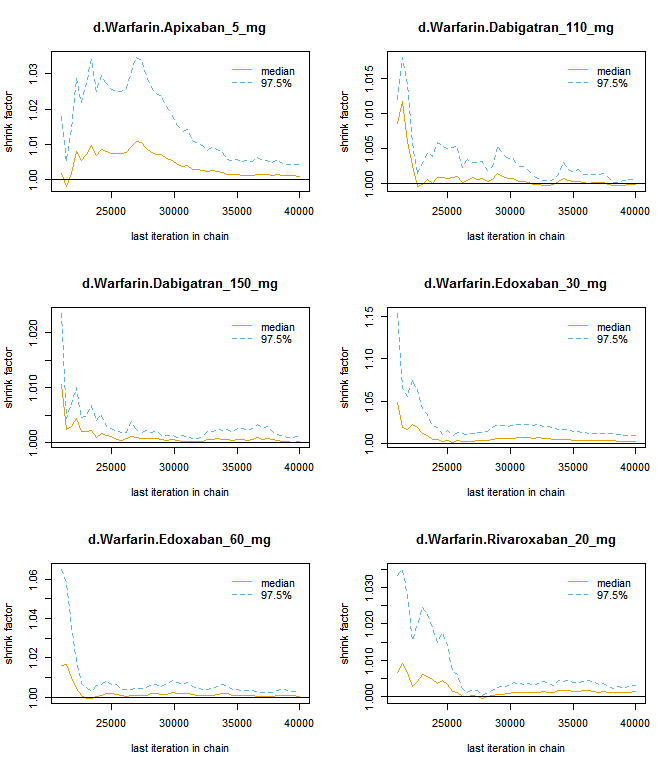 d.Warfarin.Apixaban_5_mg
shrink factor
1.00 1.01 1.02 1.03
median
97.5%
25000 30000 35000 40000
last iteration in chain
d.Warfarin.Dabigatran_110_mg
shrink factor
1.000 1.005 1.010 1.015
median
97.5%
25000 30000 35000 40000
last iteration in chain
d.Warfarin.Dabigatran_150_mg
shrink factor
1.000 1.010 1.020
median
97.5%
25000 30000 35000 40000
last iteration in chain
d.Warfarin.Edoxaban_30_mg
shrink factor
1.00 1.05 1.10 1.15
median
97.5%
25000 30000 35000 40000
last iteration in chain
d.Warfarin.Edoxaban_60_mg
shrink factor
1.00 1.02 1.04 1.06
median
97.5%
25000 30000 35000 40000
last iteration in chain
d.Warfarin.Rivaroxaban_20_mg
shrink factor
1.000 1.010 1.020 1.030
median
97.5%
25000 30000 35000 40000
last iteration in chain